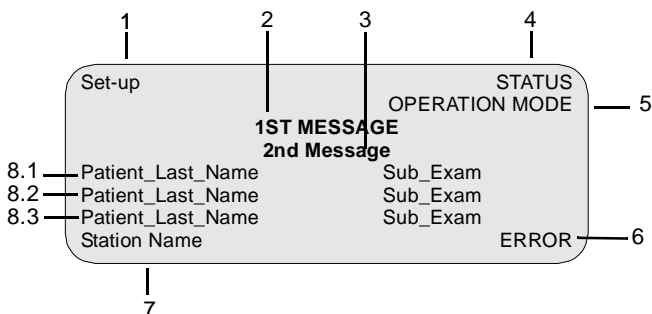 1 2 3 4
Set-up STATUS
OPERATION MODE 5
1ST MESSAGE
2nd Message
8.1 Patient_Last_Name Sub_Exam
8.2 Patient_Last_Name Sub_Exam
8.3 Patient_Last_Name Sub_Exam
Station Name ERROR 6
7